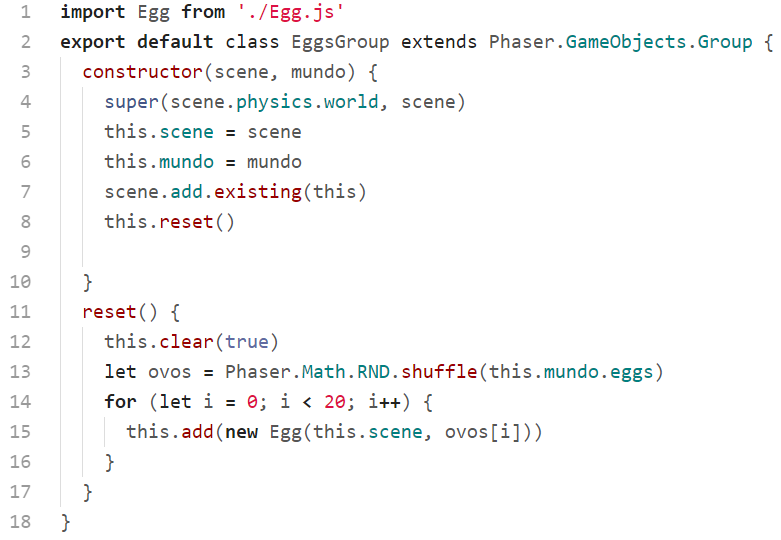 1 import Egg from './Egg.js'
2 export default class EggsGroup extends Phaser.GameObjects.Group {
3 constructor(scene, mundo) {
4 super(scene.physics.world, scene)
5 this.scene = scene
6 this.mundo = mundo
7 scene.add.existing(this)
8 this.reset()
9
10 }
11 reset() {
12 this.clear(true)
13 let ovos = Phaser.Math.RND.shuffle(this.mundo.eggs)
14 for (let i = 0; i < 20; i++) {
15 this.add(new Egg(this.scene, ovos[i]))
16 }
17 }
18 }